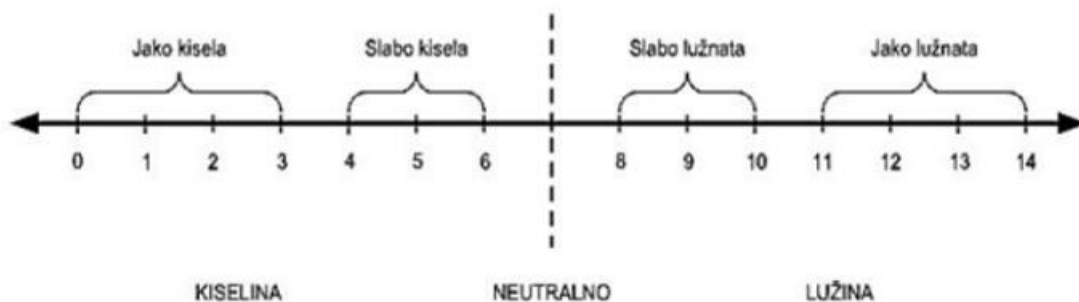 Jako kisela Slabo kisela Slabo lužnata Jako lužnata
0 1 2 3 4 5 6 8 9 10 11 12 13 14
KISELINA NEUTRALNO LUŽINA